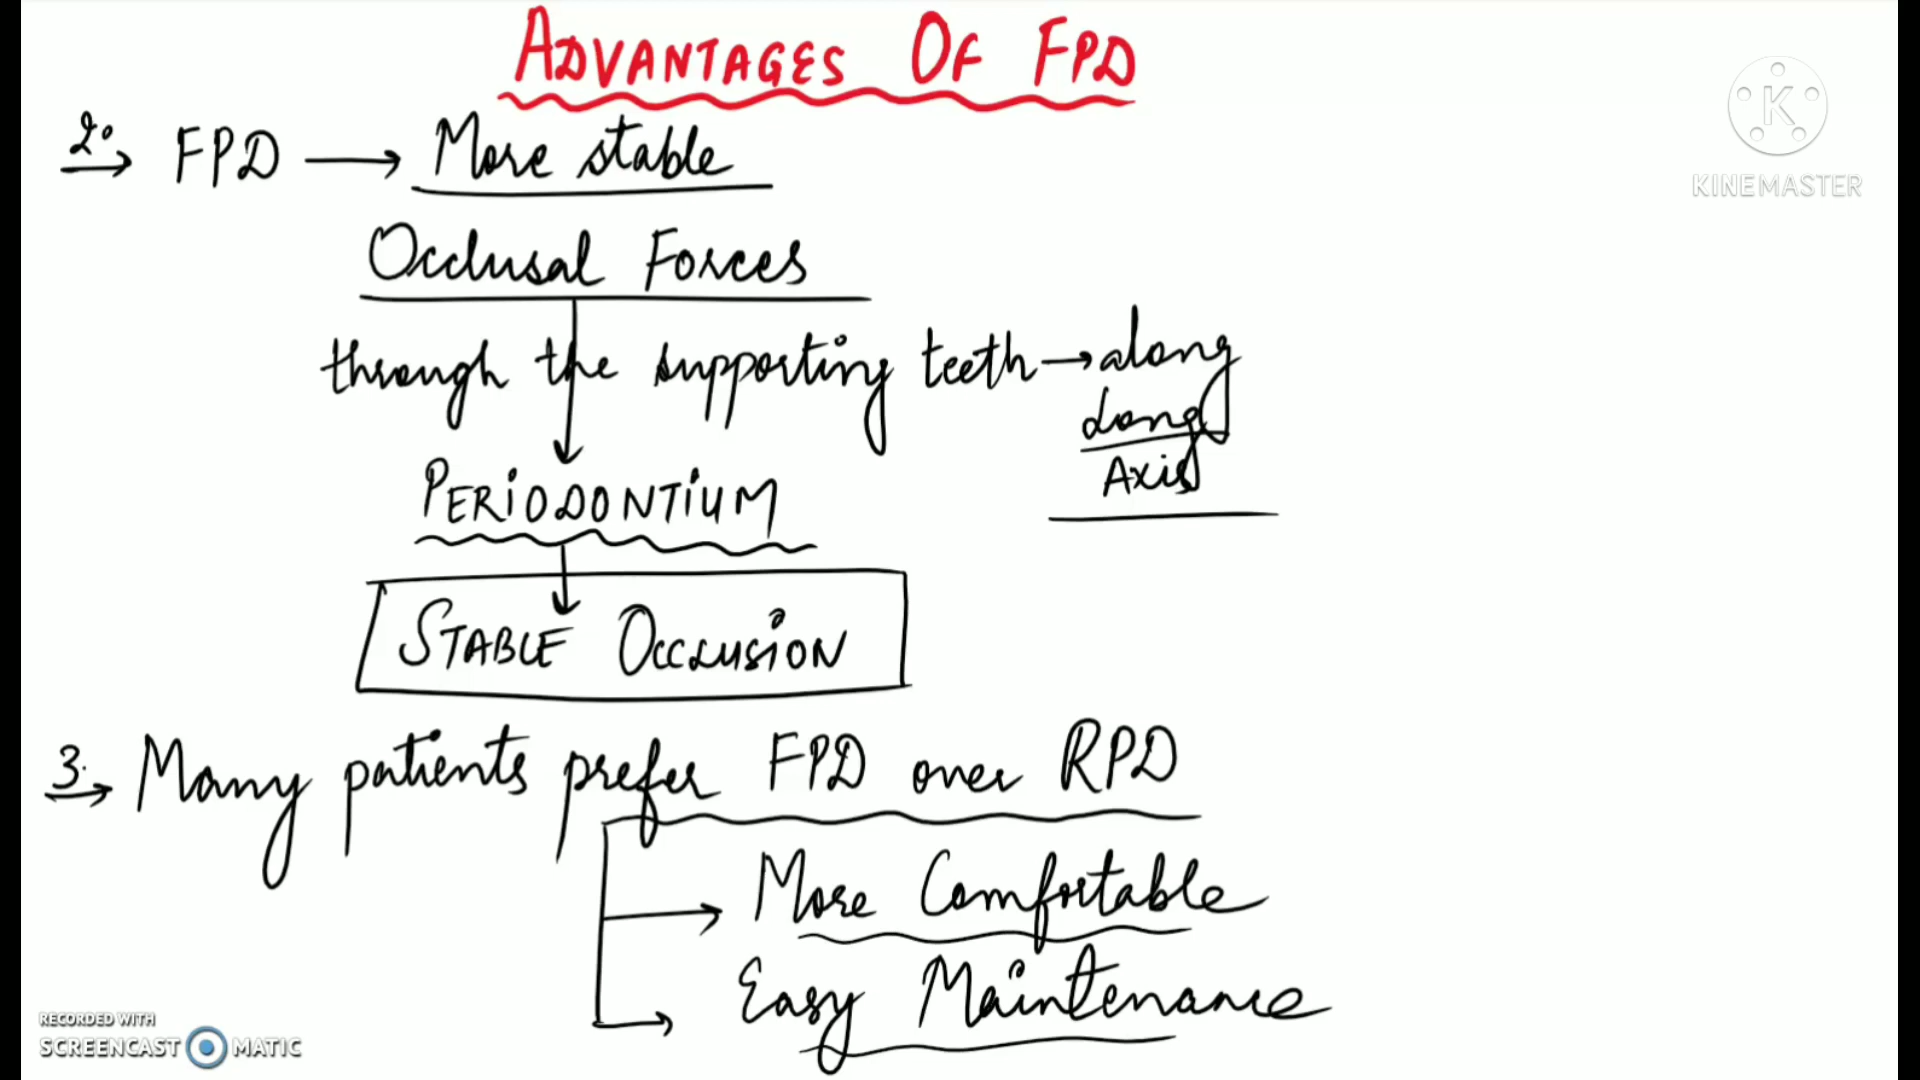 ADVANTAGES OF FPD
2. → FPD → More stable
Occlusal Forces
through the supporting teeth → along
Long
Axis
PERIODONTIUM
STABLE OCCLUSION
3. → Many patients prefer FPD over RPD
→ More Comfortable
→ Easy Maintenance
K
KINEMASTER
RECORDED WITH
SCREENCAST MATIC